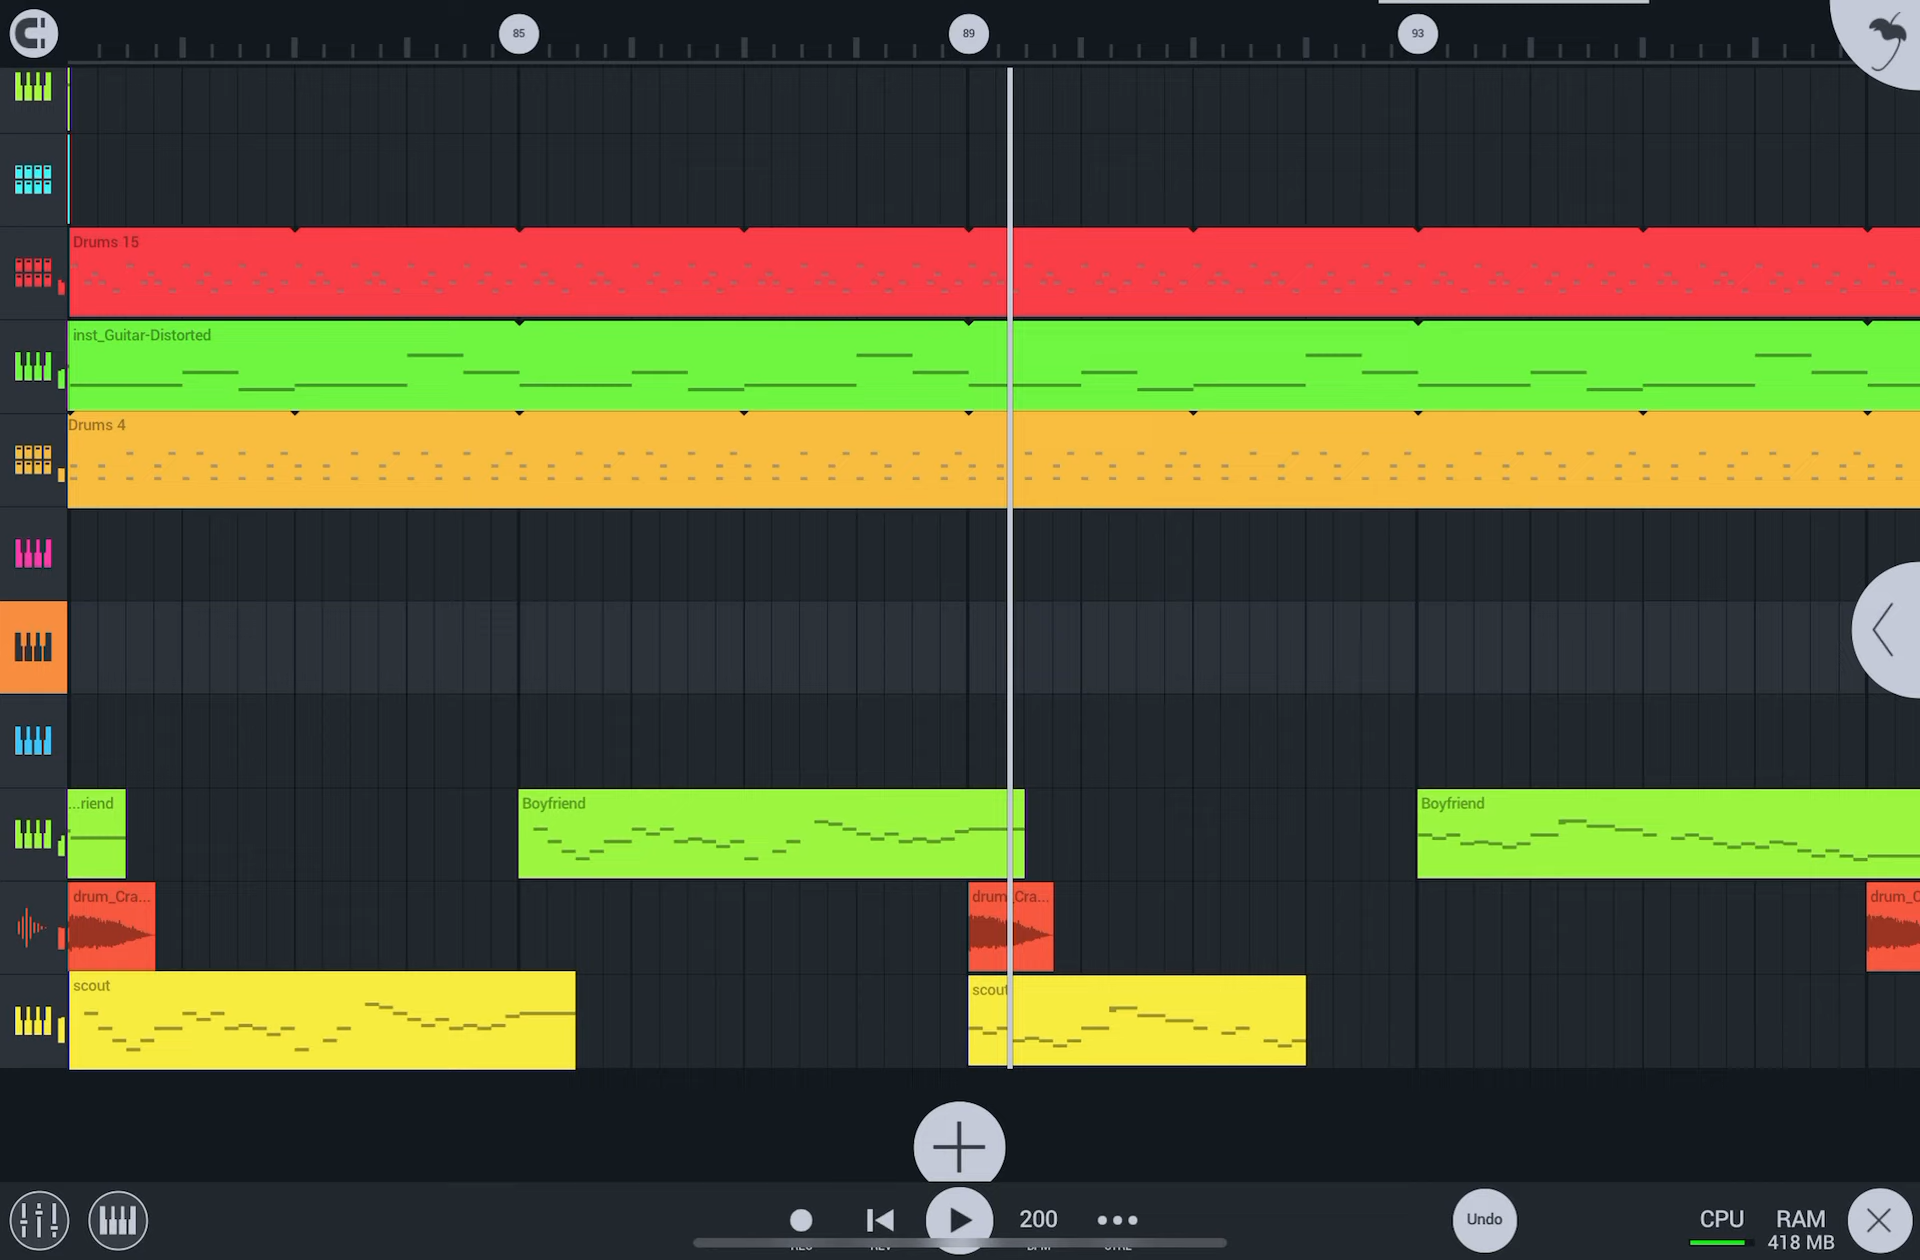 85
89
93
Drums 15
inst_Guitar-Distorted
Drums 4
...riend
Boyfriend
Boyfriend
drum_Cra...
drum_Cra...
drum_C
scout
scout
200
Undo
CPU
RAM
418 MB